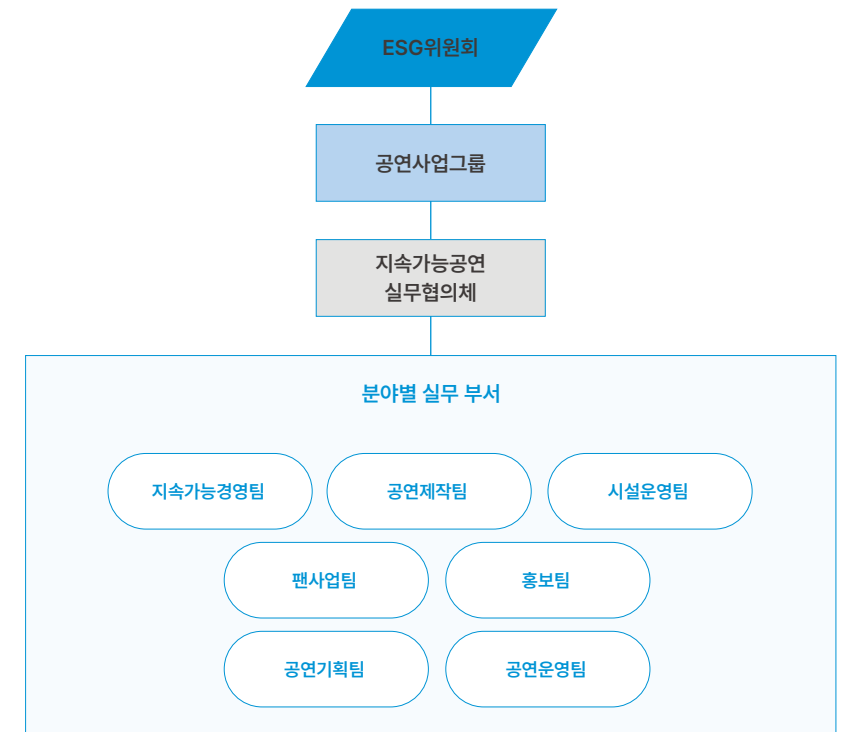 ESG위원회
공연사업그룹
지속가능공연
실무협의체
분야별 실무 부서
지속가능경영팀
공연제작팀
시설운영팀
팬사업팀
홍보팀
공연기획팀
공연운영팀